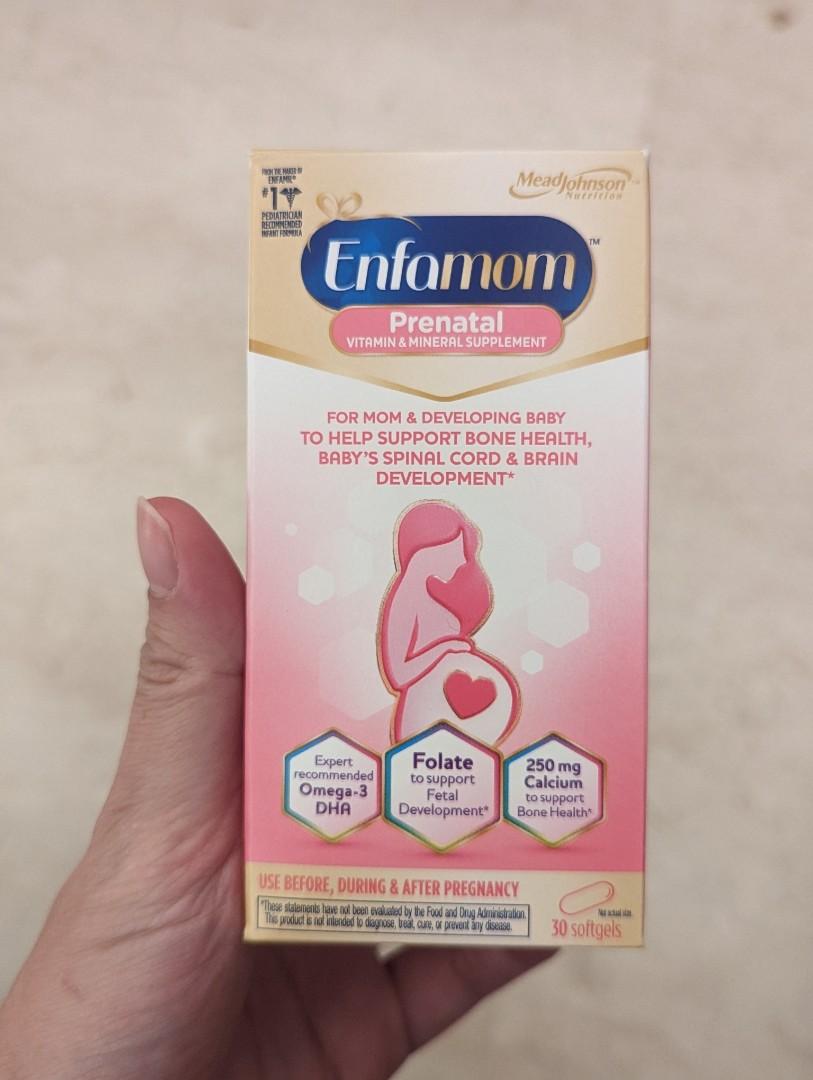 FROM THE MAKER OF
ENFAMIL®
#1
PEDIATRICIAN
RECOMMENDED
INFANT FORMULA
MeadJohnson™
Nutrition
Enfamom™
Prenatal
VITAMIN & MINERAL SUPPLEMENT
FOR MOM & DEVELOPING BABY
TO HELP SUPPORT BONE HEALTH,
BABY'S SPINAL CORD & BRAIN
DEVELOPMENT*
Expert
recommended
Omega-3
DHA
Folate
to support
Fetal
Development*
250 mg
Calcium
to support
Bone Health*
USE BEFORE, DURING & AFTER PREGNANCY
*These statements have not been evaluated by the Food and Drug Administration.
This product is not intended to diagnose, treat, cure, or prevent any disease.
Not actual size.
30 softgels